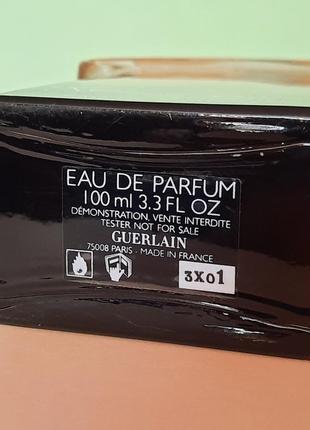 EAU DE PARFUM
100 ml 3.3 FL OZ
DÉMONSTRATION, VENTE INTERDITE
TESTER NOT FOR SALE
GUERLAIN
75008 PARIS - MADE IN FRANCE
3X01